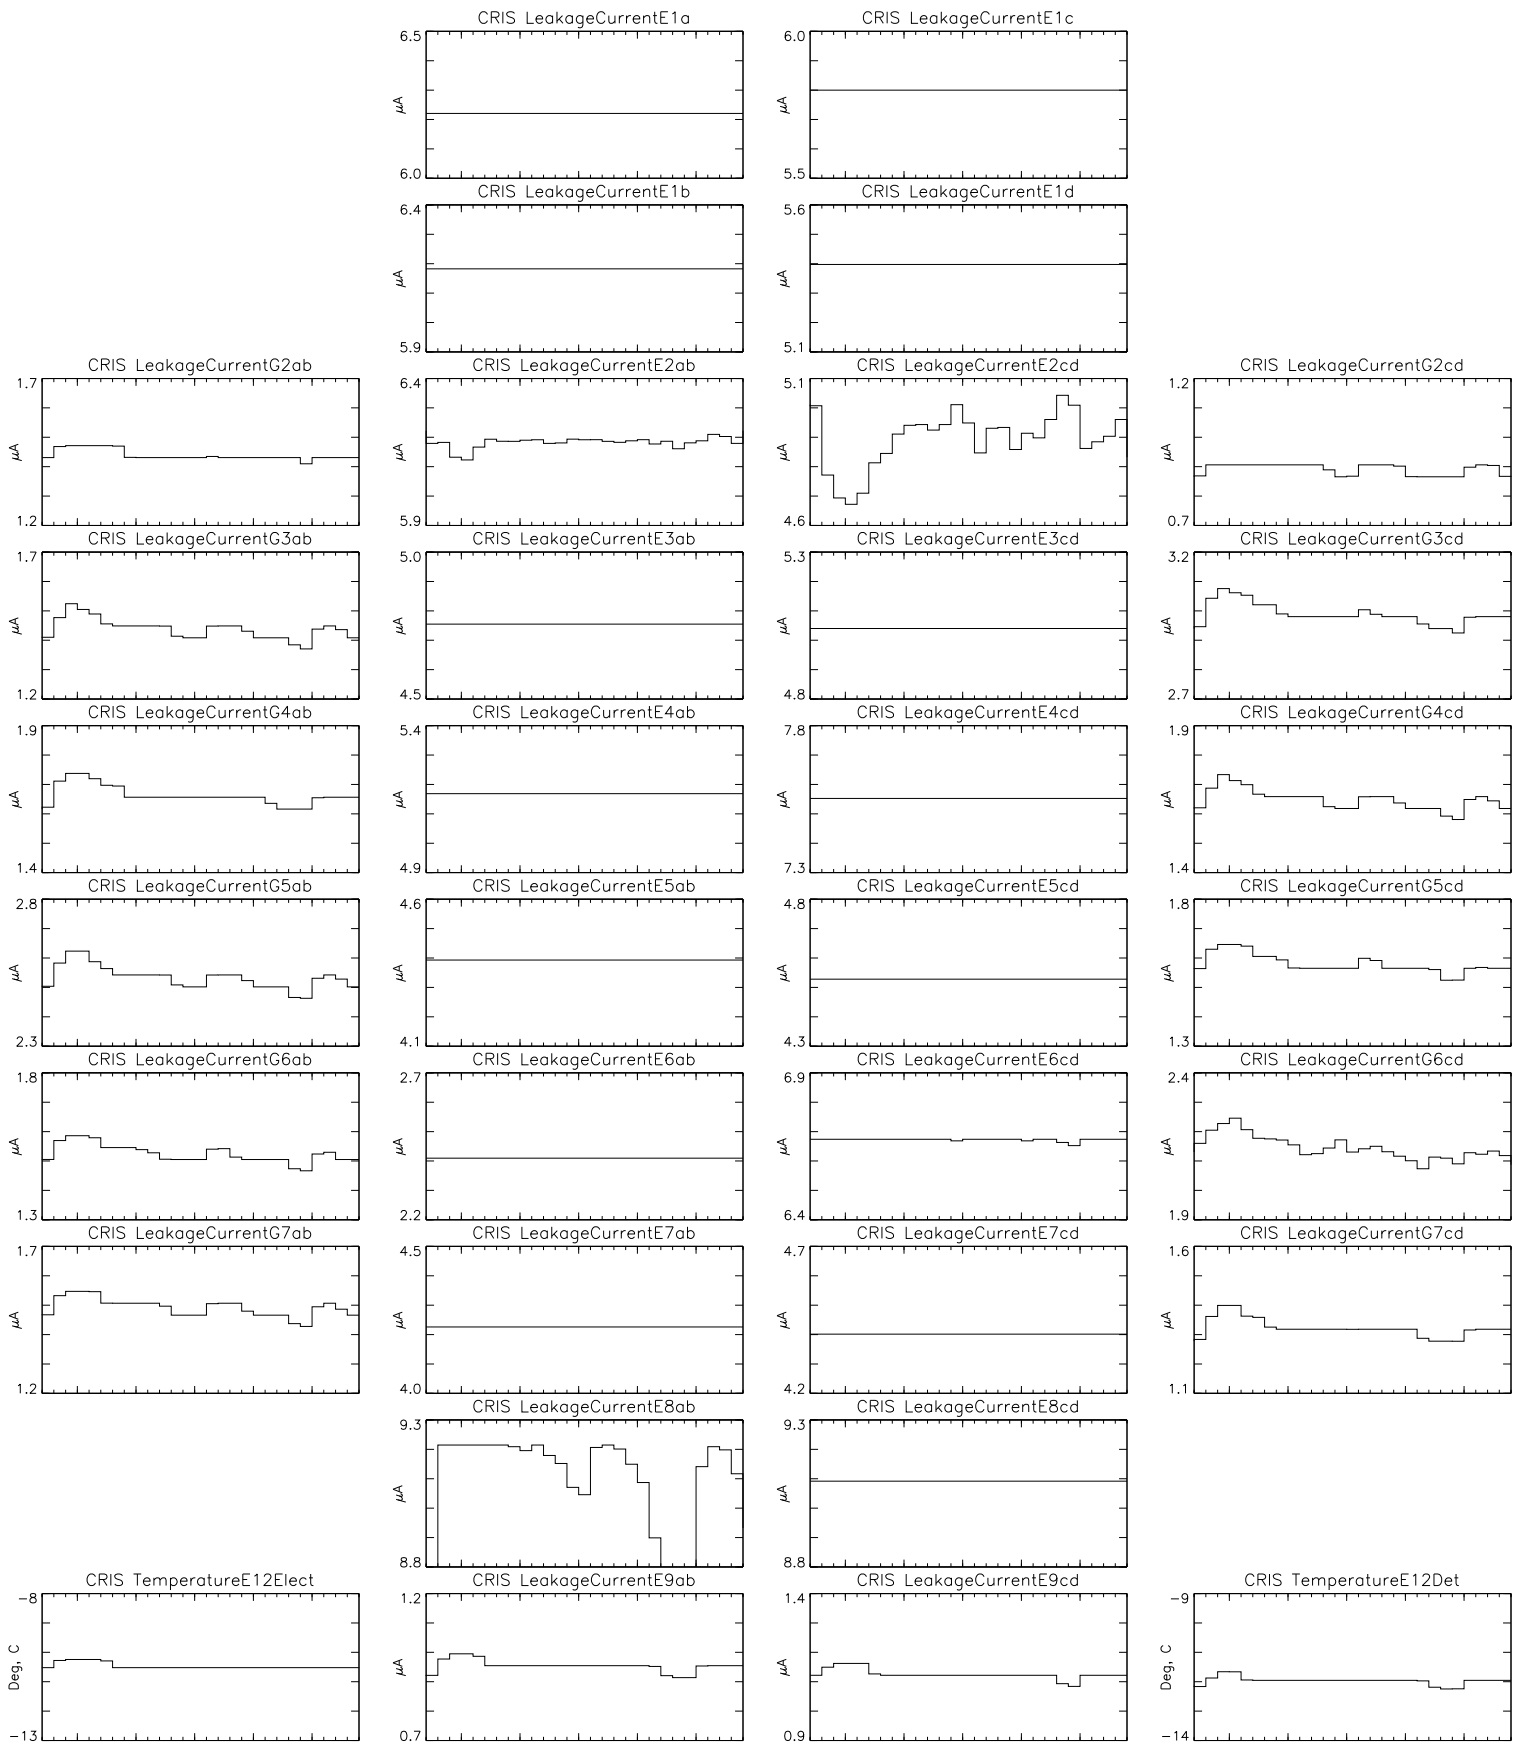 CRIS LeakageCurrentE1a
6.5
μA
6.0
CRIS LeakageCurrentE1c
6.0
μA
5.5
CRIS LeakageCurrentE1b
6.4
μA
5.9
CRIS LeakageCurrentE1d
5.6
μA
5.1
CRIS LeakageCurrentG2ab
1.7
μA
1.2
CRIS LeakageCurrentE2ab
6.4
μA
5.9
CRIS LeakageCurrentE2cd
5.1
μA
4.6
CRIS LeakageCurrentG2cd
1.2
μA
0.7
CRIS LeakageCurrentG3ab
1.7
μA
1.2
CRIS LeakageCurrentE3ab
5.0
μA
4.5
CRIS LeakageCurrentE3cd
5.3
μA
4.8
CRIS LeakageCurrentG3cd
3.2
μA
2.7
CRIS LeakageCurrentG4ab
1.9
μA
1.4
CRIS LeakageCurrentE4ab
5.4
μA
4.9
CRIS LeakageCurrentE4cd
7.8
μA
7.3
CRIS LeakageCurrentG4cd
1.9
μA
1.4
CRIS LeakageCurrentG5ab
2.8
μA
2.3
CRIS LeakageCurrentE5ab
4.6
μA
4.1
CRIS LeakageCurrentE5cd
4.8
μA
4.3
CRIS LeakageCurrentG5cd
1.8
μA
1.3
CRIS LeakageCurrentG6ab
1.8
μA
1.3
CRIS LeakageCurrentE6ab
2.7
μA
2.2
CRIS LeakageCurrentE6cd
6.9
μA
6.4
CRIS LeakageCurrentG6cd
2.4
μA
1.9
CRIS LeakageCurrentG7ab
1.7
μA
1.2
CRIS LeakageCurrentE7ab
4.5
μA
4.0
CRIS LeakageCurrentE7cd
4.7
μA
4.2
CRIS LeakageCurrentG7cd
1.6
μA
1.1
CRIS LeakageCurrentE8ab
9.3
μA
8.8
CRIS LeakageCurrentE8cd
9.3
μA
8.8
CRIS TemperatureE12Elect
-8
Deg, C
-13
CRIS LeakageCurrentE9ab
1.2
μA
0.7
CRIS LeakageCurrentE9cd
1.4
μA
0.9
CRIS TemperatureE12Det
-9
Deg, C
-14